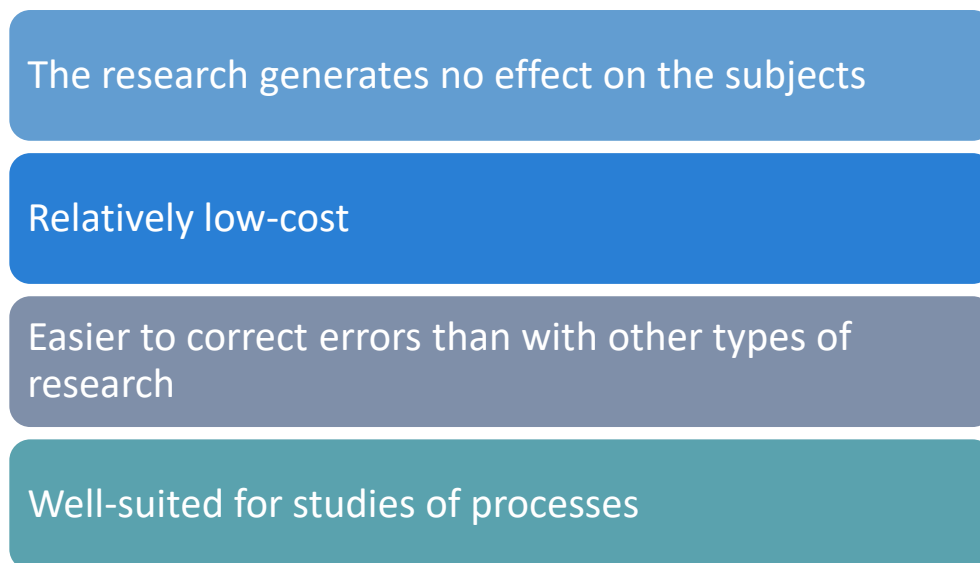 The research generates no effect on the subjects
Relatively low-cost
Easier to correct errors than with other types of
research
Well-suited for studies of processes